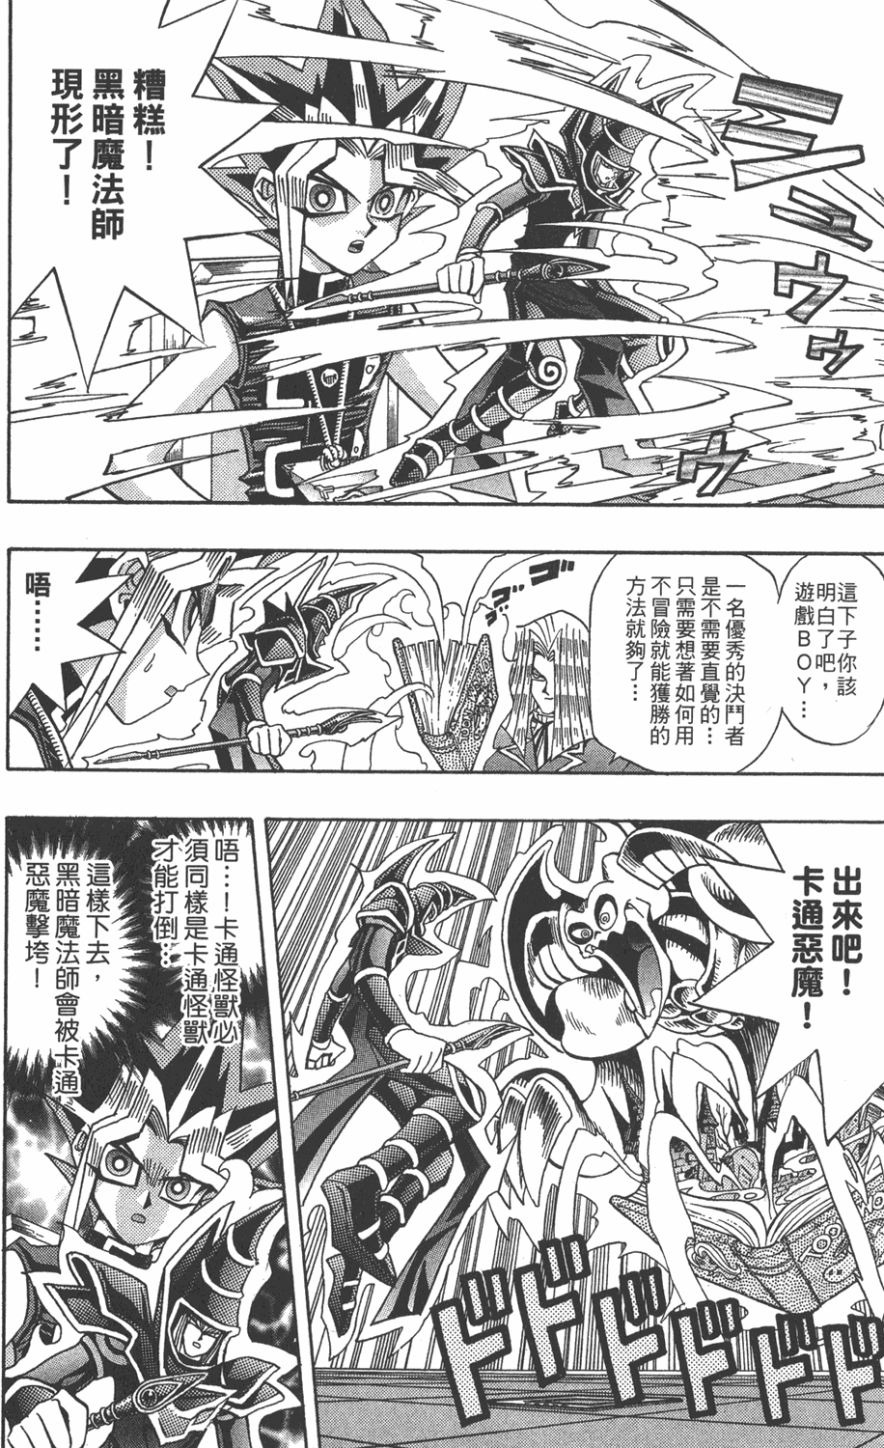 糟糕！
黑暗魔法師
現形了！
シュウウウ
這下子你該
明白了吧，
遊戲BOY…
一名優秀的決鬥者
是不需要直覺的…
只需要想著如何用
不冒險就能獲勝的
方法就夠了…
ゴゴ
唔……
出來吧！
卡通惡魔！
ドドドドドド
唔…！卡通怪獸必
須同樣是卡通怪獸
才能打倒…
這樣下去，
黑暗魔法師會被卡通
惡魔擊垮！